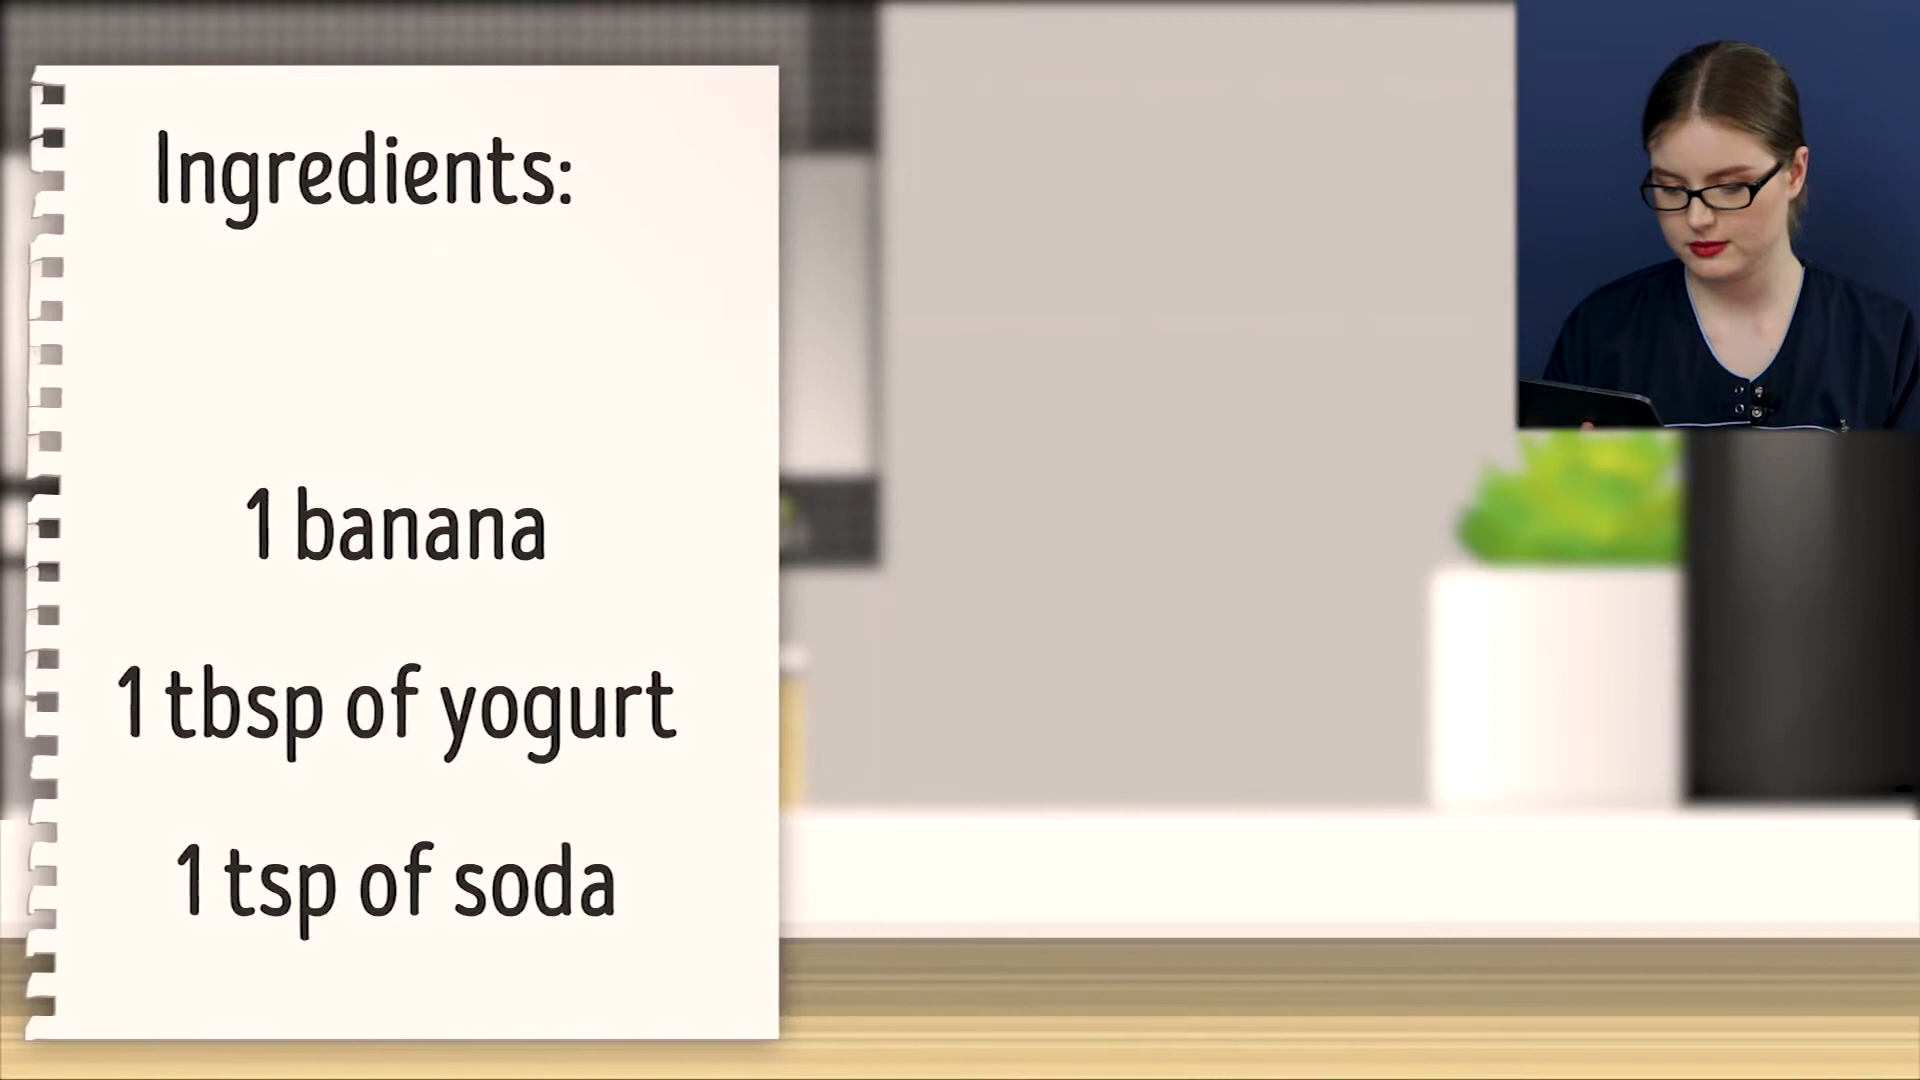 Ingredients:
1 banana
1 tbsp of yogurt
1 tsp of soda